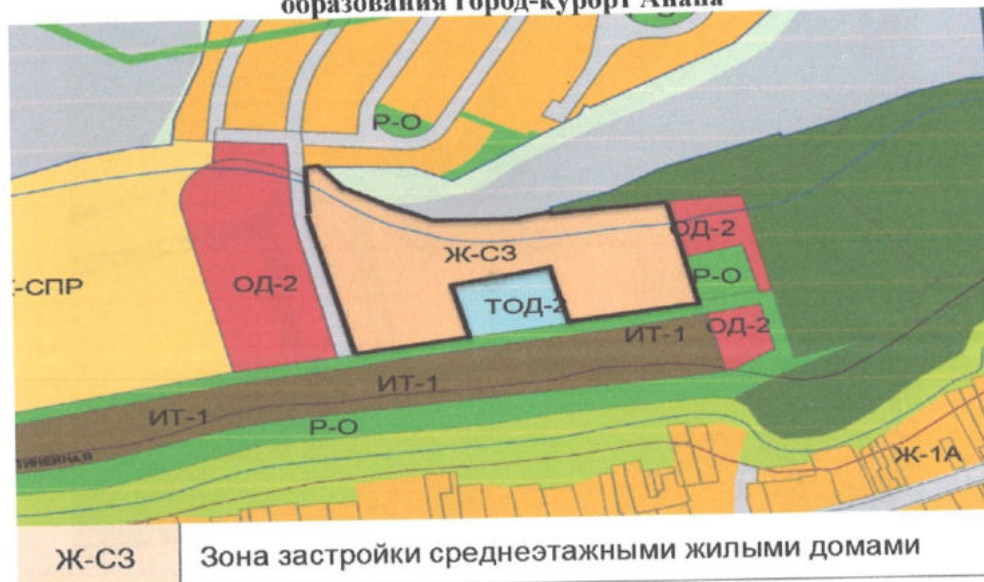 образования город-курорт Анапа
Р-О
Ж-СЗ
ОД-2
-СПР
ОД-2
Р-О
ТОД-2
ИТ-1
ОД-2
ИТ-1
ИТ-1
Р-О
ЛИНЕЙНАЯ
Ж-1А
Ж-СЗ Зона застройки среднеэтажными жилыми домами